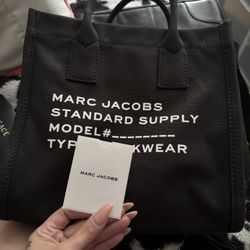 MARC JACOBS
STANDARD SUPPLY
MODEL#________
TYP KWEAR
MARC JACOBS